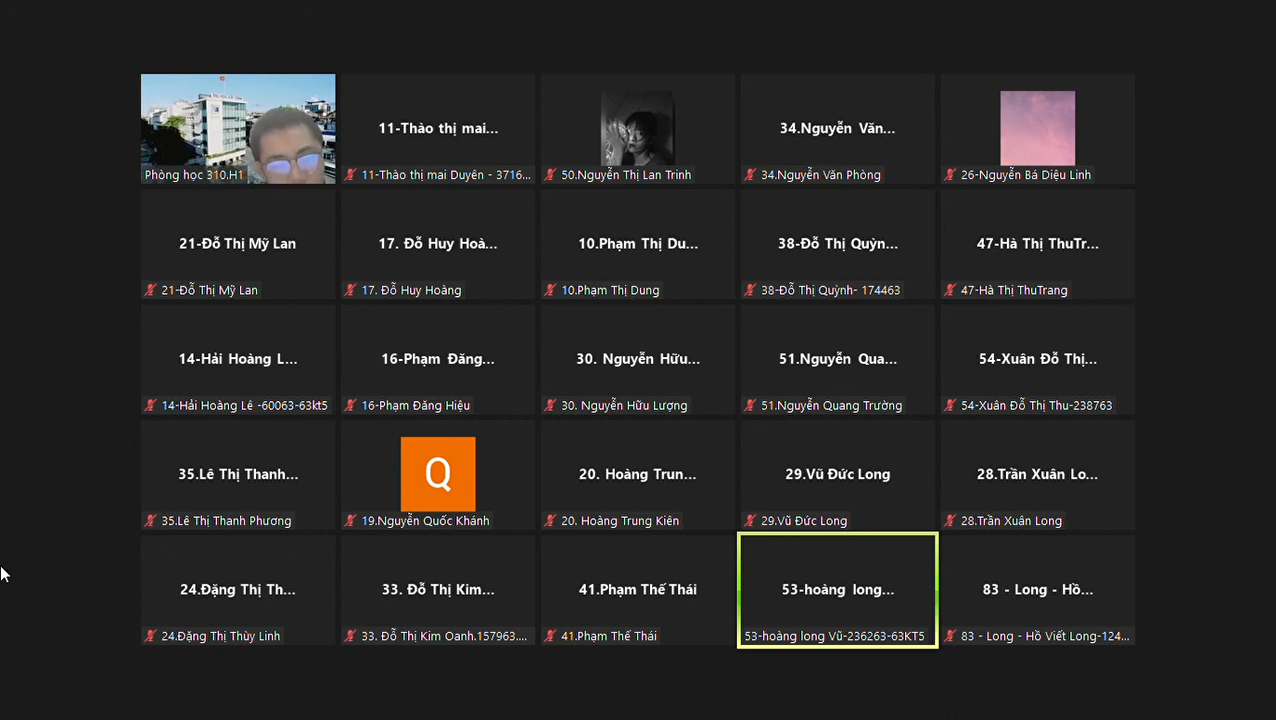 Phòng học 310.H1
11-Thào thị mai...
11-Thào thị mai Duyên - 3716...
50.Nguyễn Thị Lan Trinh
34.Nguyễn Văn...
34.Nguyễn Văn Phòng
26-Nguyễn Bá Diệu Linh
21-Đỗ Thị Mỹ Lan
21-Đỗ Thị Mỹ Lan
17. Đỗ Huy Hoà...
17. Đỗ Huy Hoàng
10.Phạm Thị Du...
10.Phạm Thị Dung
38-Đỗ Thị Quỳn...
38-Đỗ Thị Quỳnh- 174463
47-Hà Thị ThuTr...
47-Hà Thị ThuTrang
14-Hải Hoàng L...
14-Hải Hoàng Lê -60063-63kt5
16-Phạm Đăng...
16-Phạm Đăng Hiệu
30. Nguyễn Hữu...
30. Nguyễn Hữu Lượng
51.Nguyễn Qua...
51.Nguyễn Quang Trường
54-Xuân Đỗ Thị...
54-Xuân Đỗ Thị Thu-238763
35.Lê Thị Thanh...
35.Lê Thị Thanh Phương
Q
19.Nguyễn Quốc Khánh
20. Hoàng Trun...
20. Hoàng Trung Kiên
29.Vũ Đức Long
29.Vũ Đức Long
28.Trần Xuân Lo...
28.Trần Xuân Long
24.Đặng Thị Th...
24.Đặng Thị Thùy Linh
33. Đỗ Thị Kim...
33. Đỗ Thị Kim Oanh.157963....
41.Phạm Thế Thái
41.Phạm Thế Thái
53-hoàng long...
53-hoàng long Vũ-236263-63KT5
83 - Long - Hồ...
83 - Long - Hồ Viết Long-124...